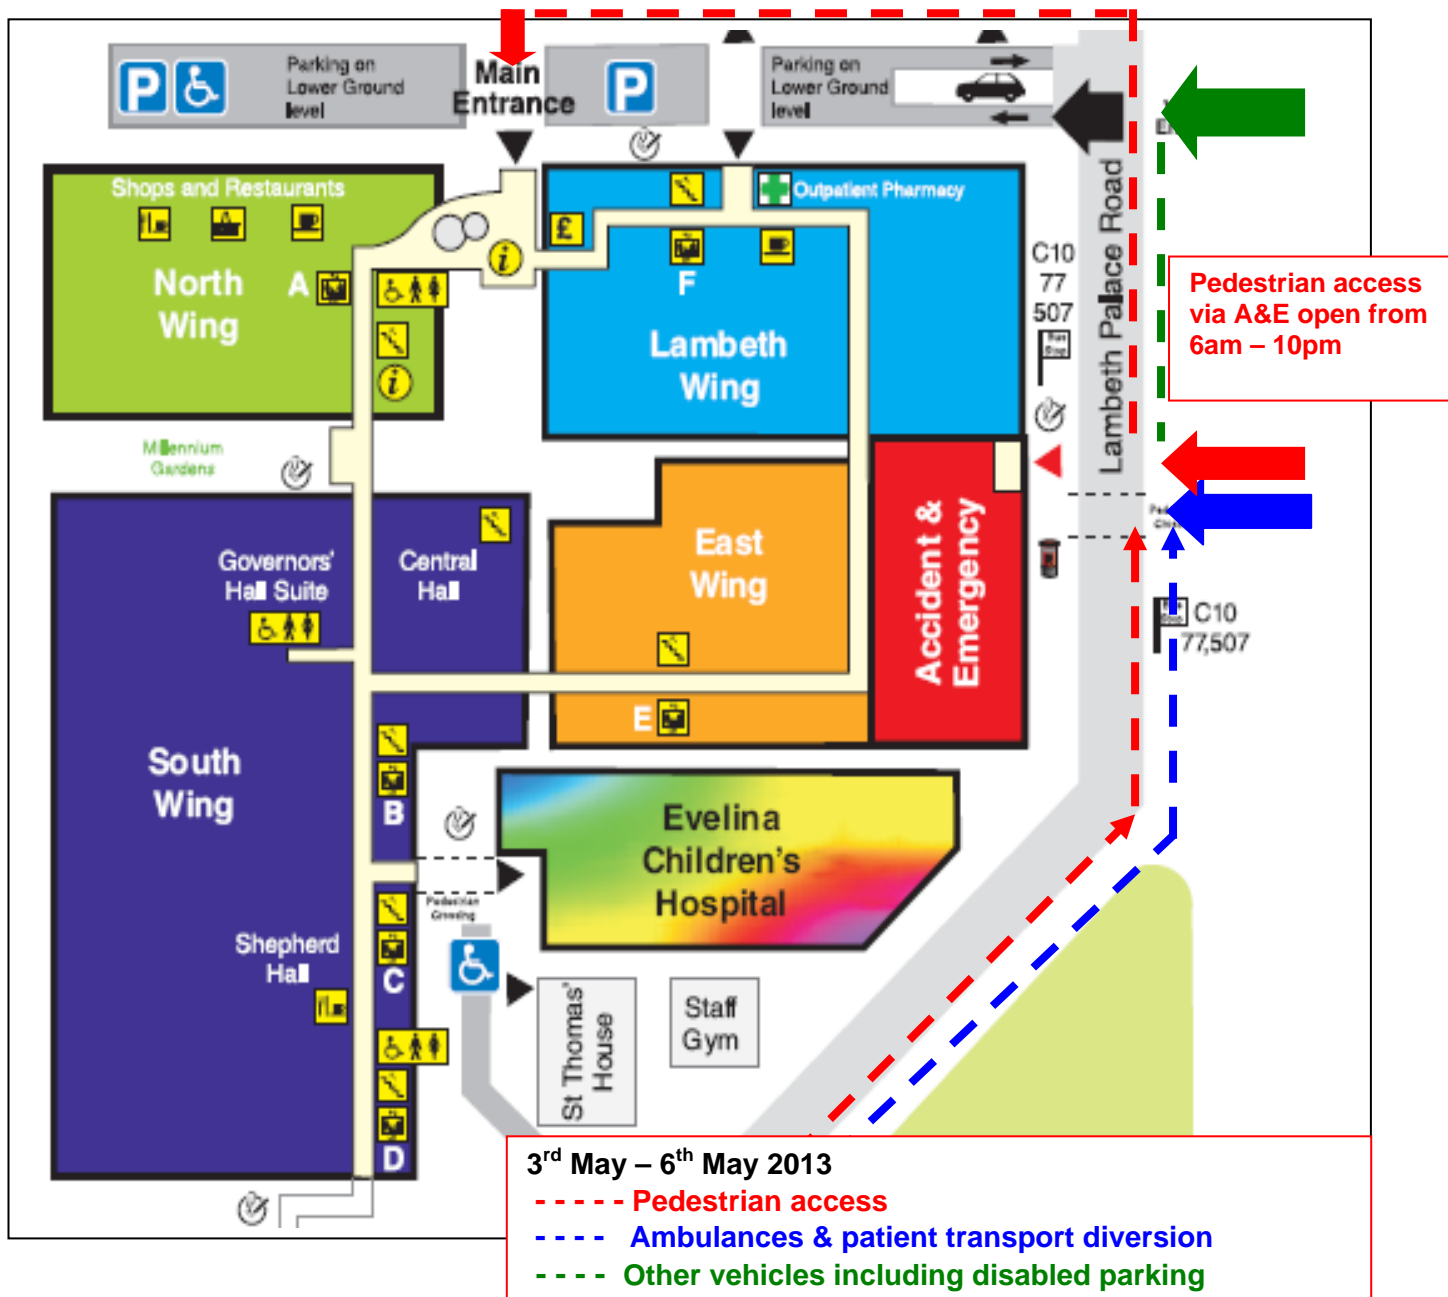 Parking on
Lower Ground
level
P
Main
Entrance
P
Parking on
Lower Ground
level
Shops and Restaurants
North
Wing
A
i
£
F
Outpatient Pharmacy
Lambeth
Wing
i
C10
77
507
Bus
Stop
Lambeth Palace Road
Pedestrian access
via A&E open from
6am – 10pm
Millennium
Gardens
Governors'
Hall Suite
Central
Hall
East
Wing
E
Accident &
Emergency
C10
77,507
South
Wing
B
Evelina
Children's
Hospital
Pedestrian
Crossing
Shepherd
Hall
C
St Thomas'
House
Staff
Gym
D
3rd May – 6th May 2013
- - - - - Pedestrian access
- - - - Ambulances & patient transport diversion
- - - - Other vehicles including disabled parking